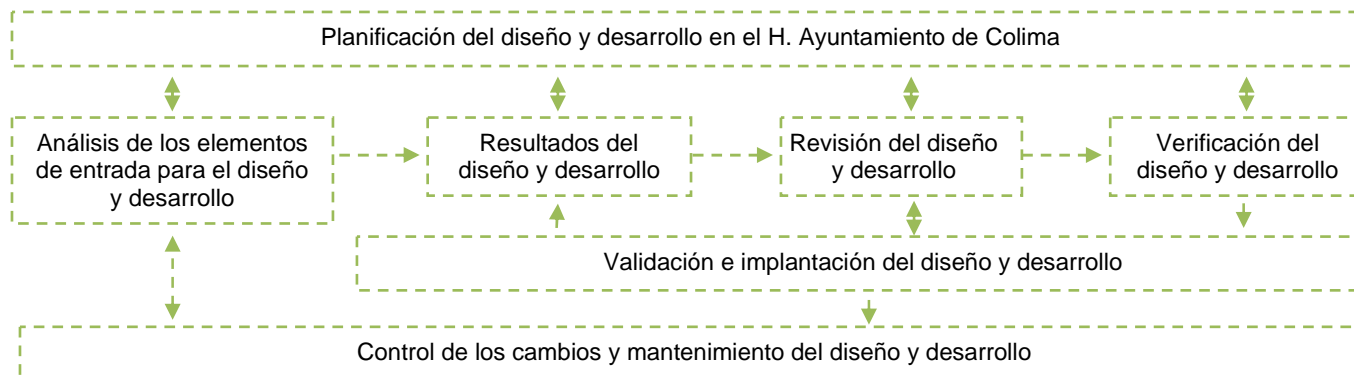 Planificación del diseño y desarrollo en el H. Ayuntamiento de Colima
Análisis de los elementos
de entrada para el diseño
y desarrollo
Resultados del
diseño y desarrollo
Revisión del diseño
y desarrollo
Verificación del
diseño y desarrollo
Validación e implantación del diseño y desarrollo
Control de los cambios y mantenimiento del diseño y desarrollo